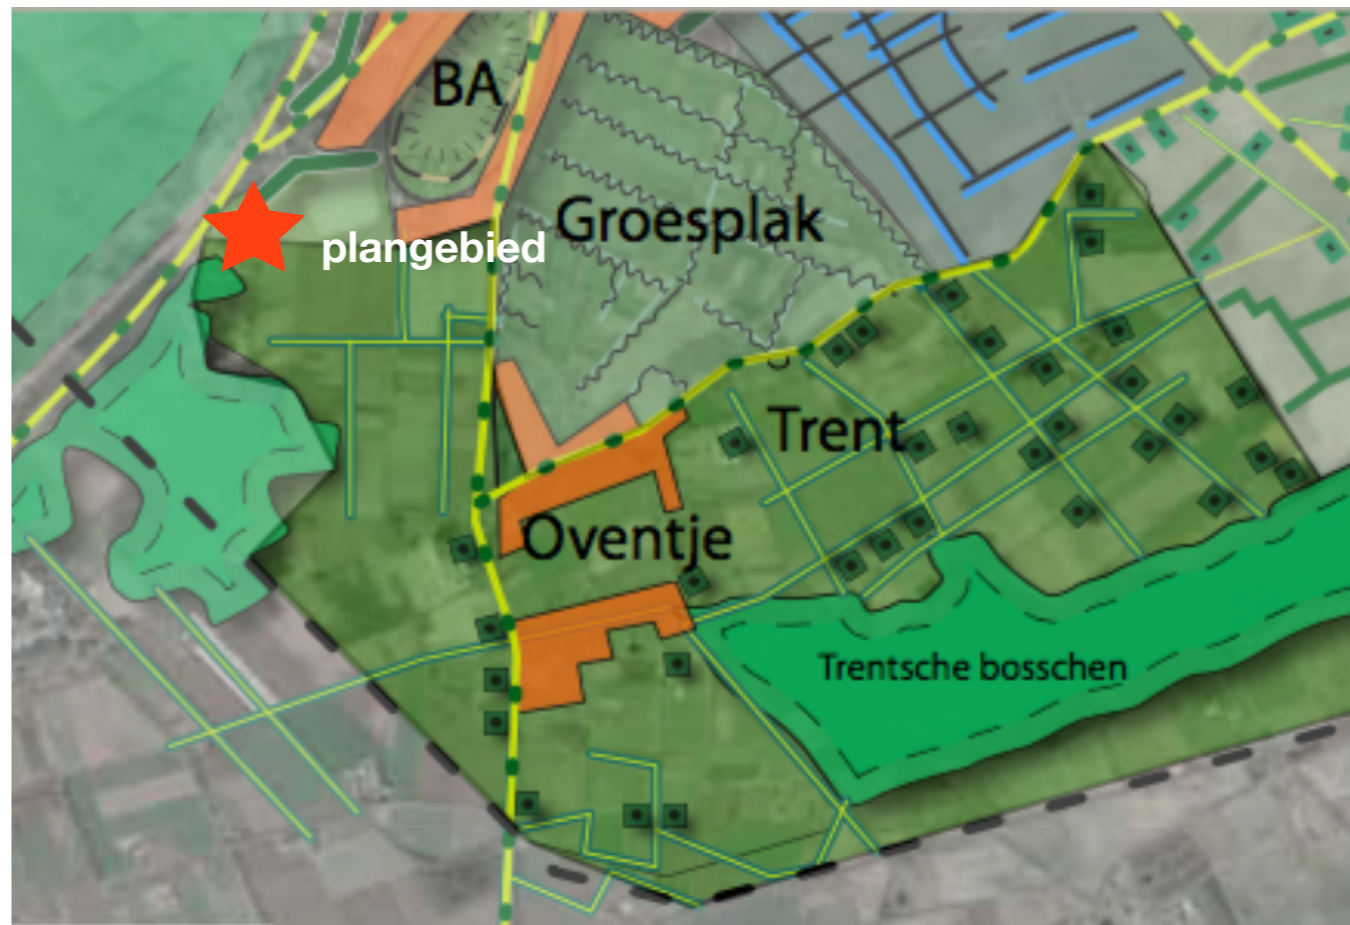 BA
Groesplak
plangebied
Trent
Oventje
Trentsche bosschen